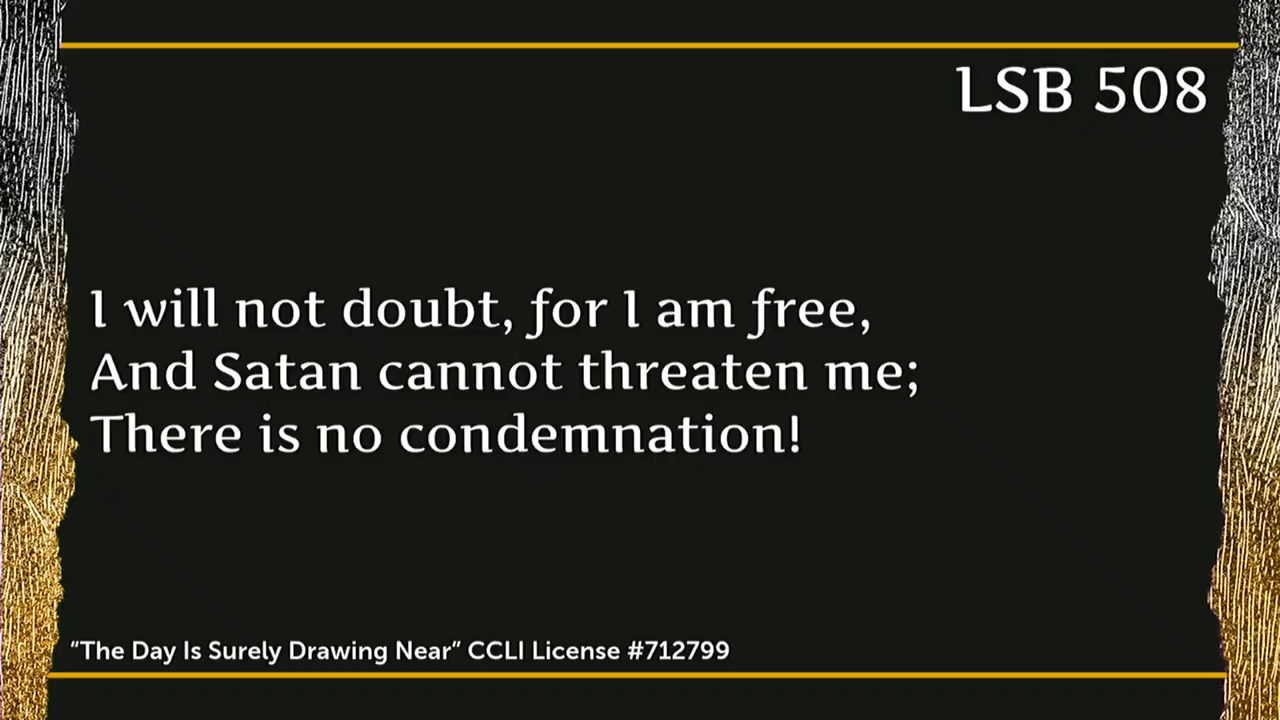 LSB 508
I will not doubt, for I am free,
And Satan cannot threaten me;
There is no condemnation!
“The Day Is Surely Drawing Near” CCLI License #712799